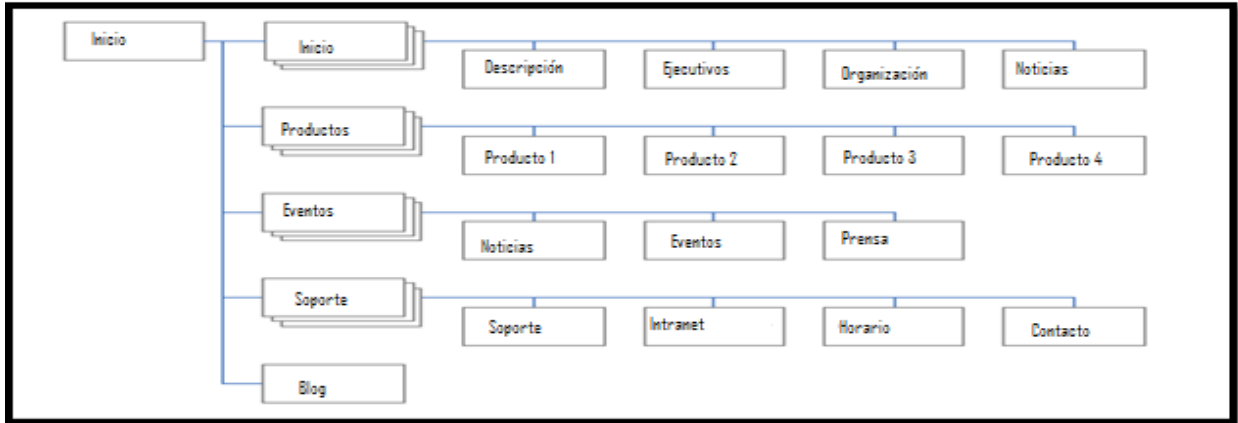 Inicio
Inicio
Descripción
Ejecutivos
Organización
Noticias
Productos
Producto 1
Producto 2
Producto 3
Producto 4
Eventos
Noticias
Eventos
Prensa
Soporte
Soporte
Intranet
Horario
Contacto
Blog